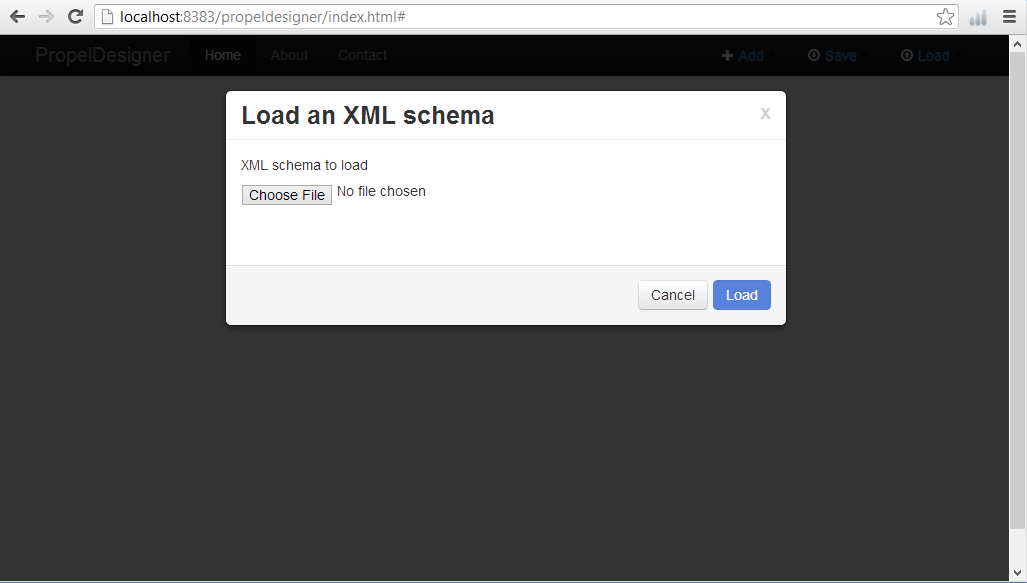 localhost:8383/propeldesigner/index.html#
PropelDesigner Home About Contact Add Save Load
Load an XML schema x
XML schema to load
Choose File No file chosen
Cancel Load